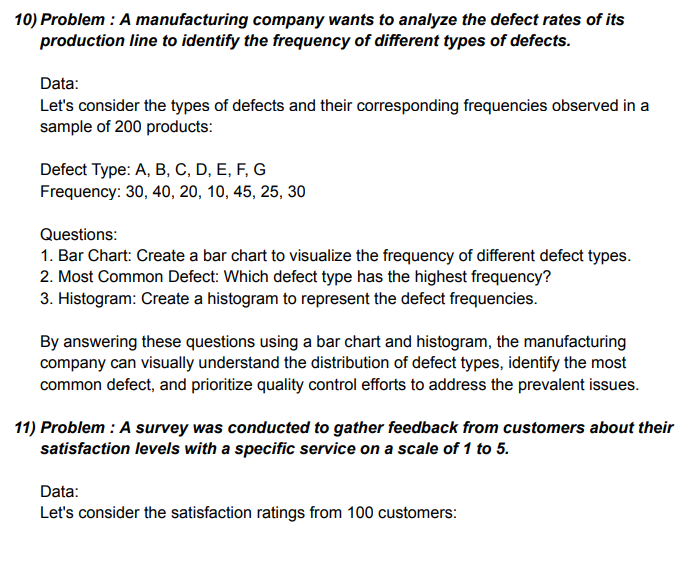 10) Problem : A manufacturing company wants to analyze the defect rates of its
production line to identify the frequency of different types of defects.
Data:
Let's consider the types of defects and their corresponding frequencies observed in a
sample of 200 products:
Defect Type: A, B, C, D, E, F, G
Frequency: 30, 40, 20, 10, 45, 25, 30
Questions:
1. Bar Chart: Create a bar chart to visualize the frequency of different defect types.
2. Most Common Defect: Which defect type has the highest frequency?
3. Histogram: Create a histogram to represent the defect frequencies.
By answering these questions using a bar chart and histogram, the manufacturing
company can visually understand the distribution of defect types, identify the most
common defect, and prioritize quality control efforts to address the prevalent issues.
11) Problem : A survey was conducted to gather feedback from customers about their
satisfaction levels with a specific service on a scale of 1 to 5.
Data:
Let's consider the satisfaction ratings from 100 customers: